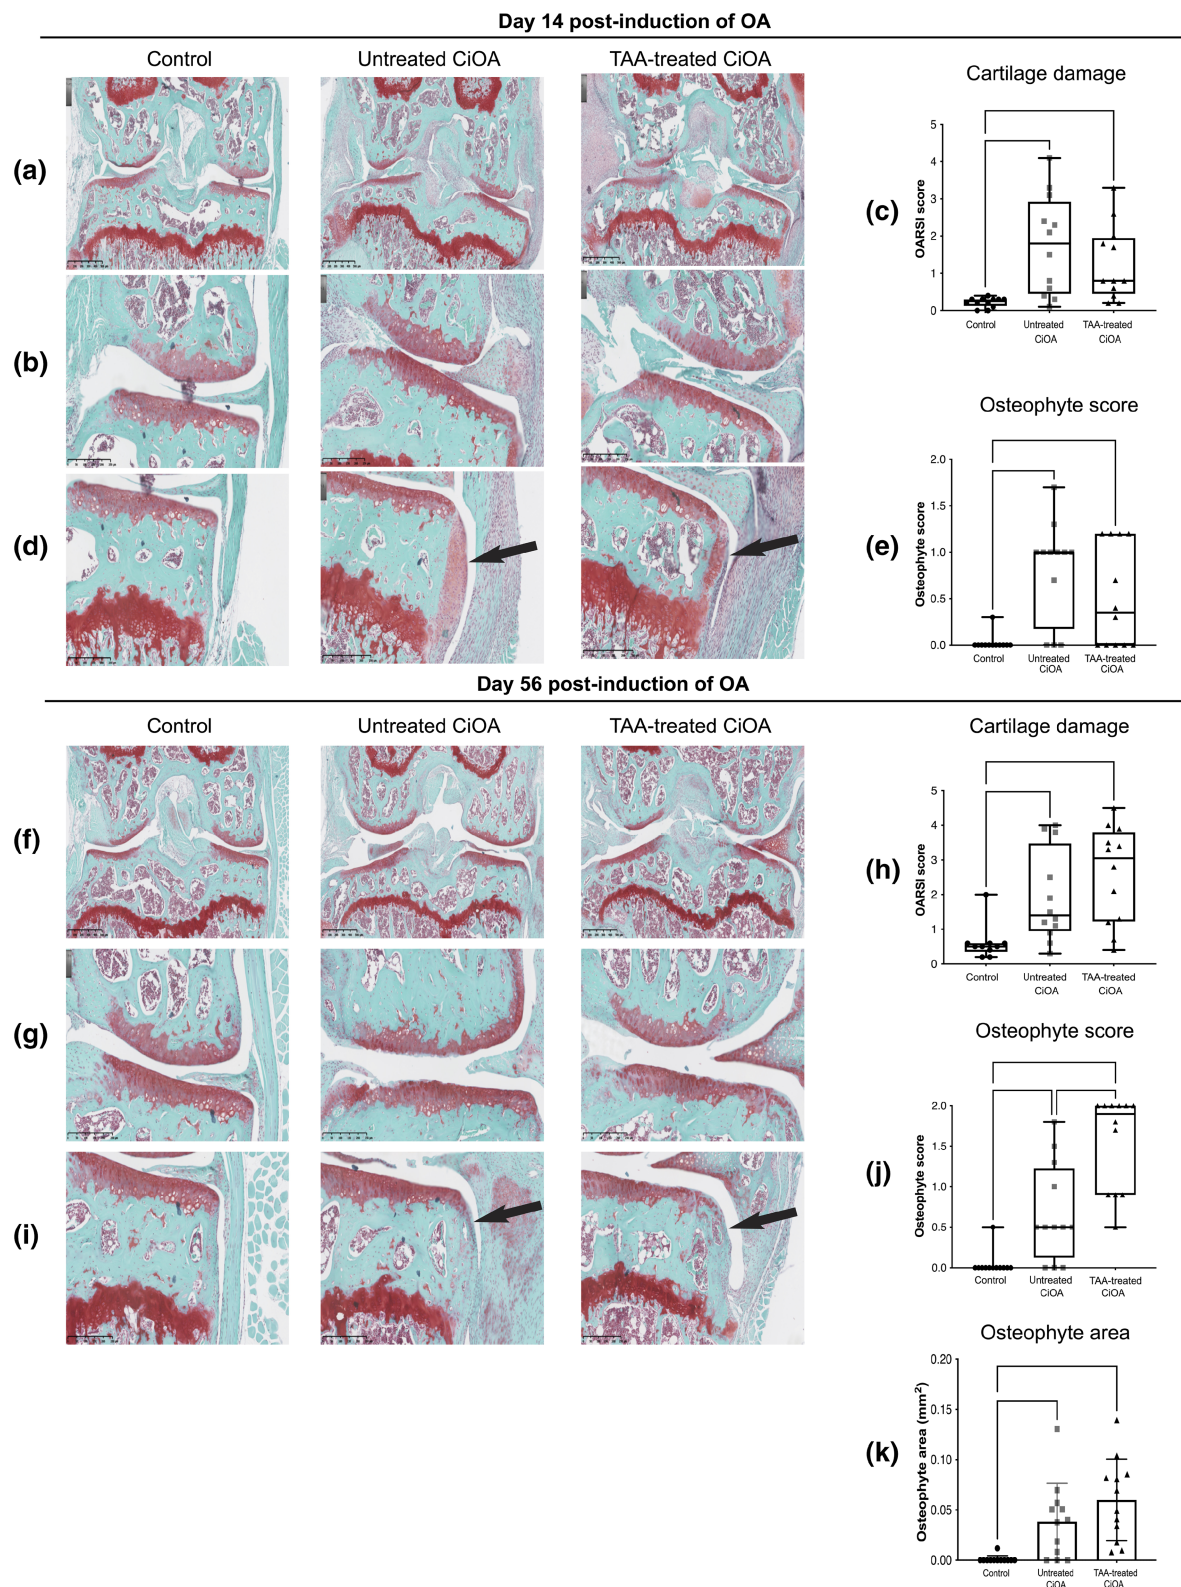 Day 14 post-induction of OA
Control
Untreated CiOA
TAA-treated CiOA
(a)
(b)
(d)
Cartilage damage
(c)
OARSI score
5
4
3
2
1
0
Control
Untreated CiOA
TAA-treated CiOA
Osteophyte score
(e)
Osteophyte score
2.0
1.5
1.0
0.5
0.0
Control
Untreated CiOA
TAA-treated CiOA
Day 56 post-induction of OA
Control
Untreated CiOA
TAA-treated CiOA
(f)
(g)
(i)
Cartilage damage
(h)
OARSI score
5
4
3
2
1
0
Control
Untreated CiOA
TAA-treated CiOA
Osteophyte score
(j)
Osteophyte score
2.0
1.5
1.0
0.5
0.0
Control
Untreated CiOA
TAA-treated CiOA
Osteophyte area
(k)
Osteophyte area (mm²)
0.20
0.15
0.10
0.05
0.00
Control
Untreated CiOA
TAA-treated CiOA